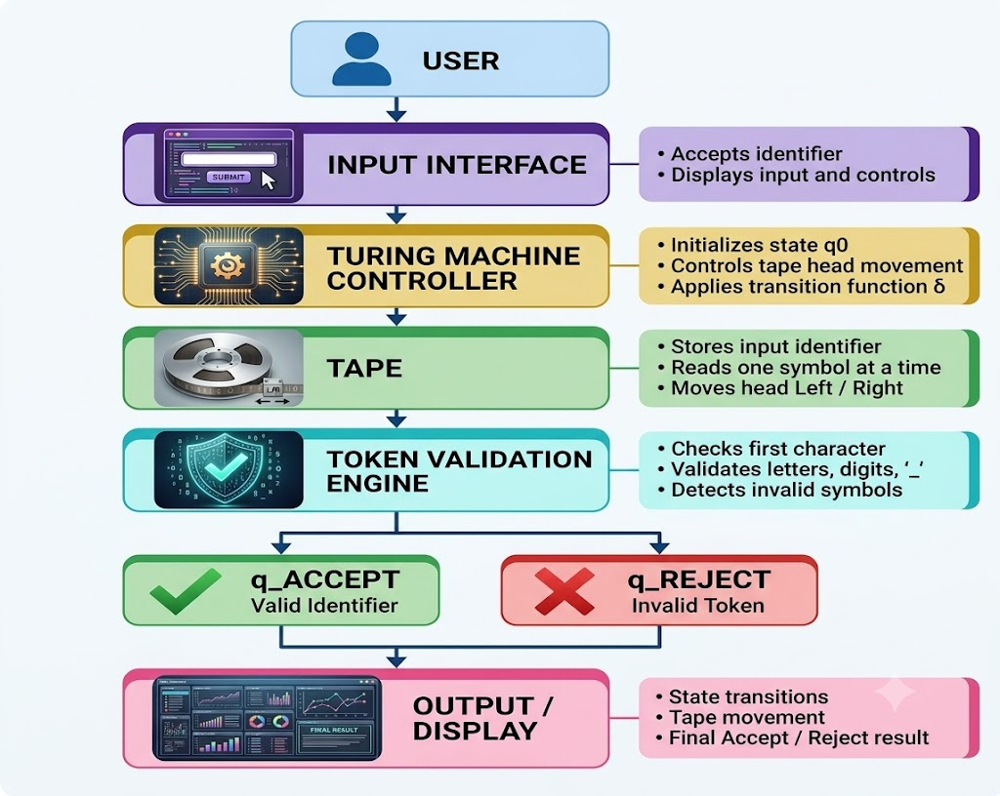 USER
SUBMIT
INPUT INTERFACE
• Accepts identifier
• Displays input and controls
TURING MACHINE
CONTROLLER
• Initializes state q0
• Controls tape head movement
• Applies transition function δ
TAPE
• Stores input identifier
• Reads one symbol at a time
• Moves head Left / Right
TOKEN VALIDATION
ENGINE
• Checks first character
• Validates letters, digits, ‘_’
• Detects invalid symbols
q_ACCEPT
Valid Identifier
q_REJECT
Invalid Token
FINAL RESULT
OUTPUT /
DISPLAY
• State transitions
• Tape movement
• Final Accept / Reject result